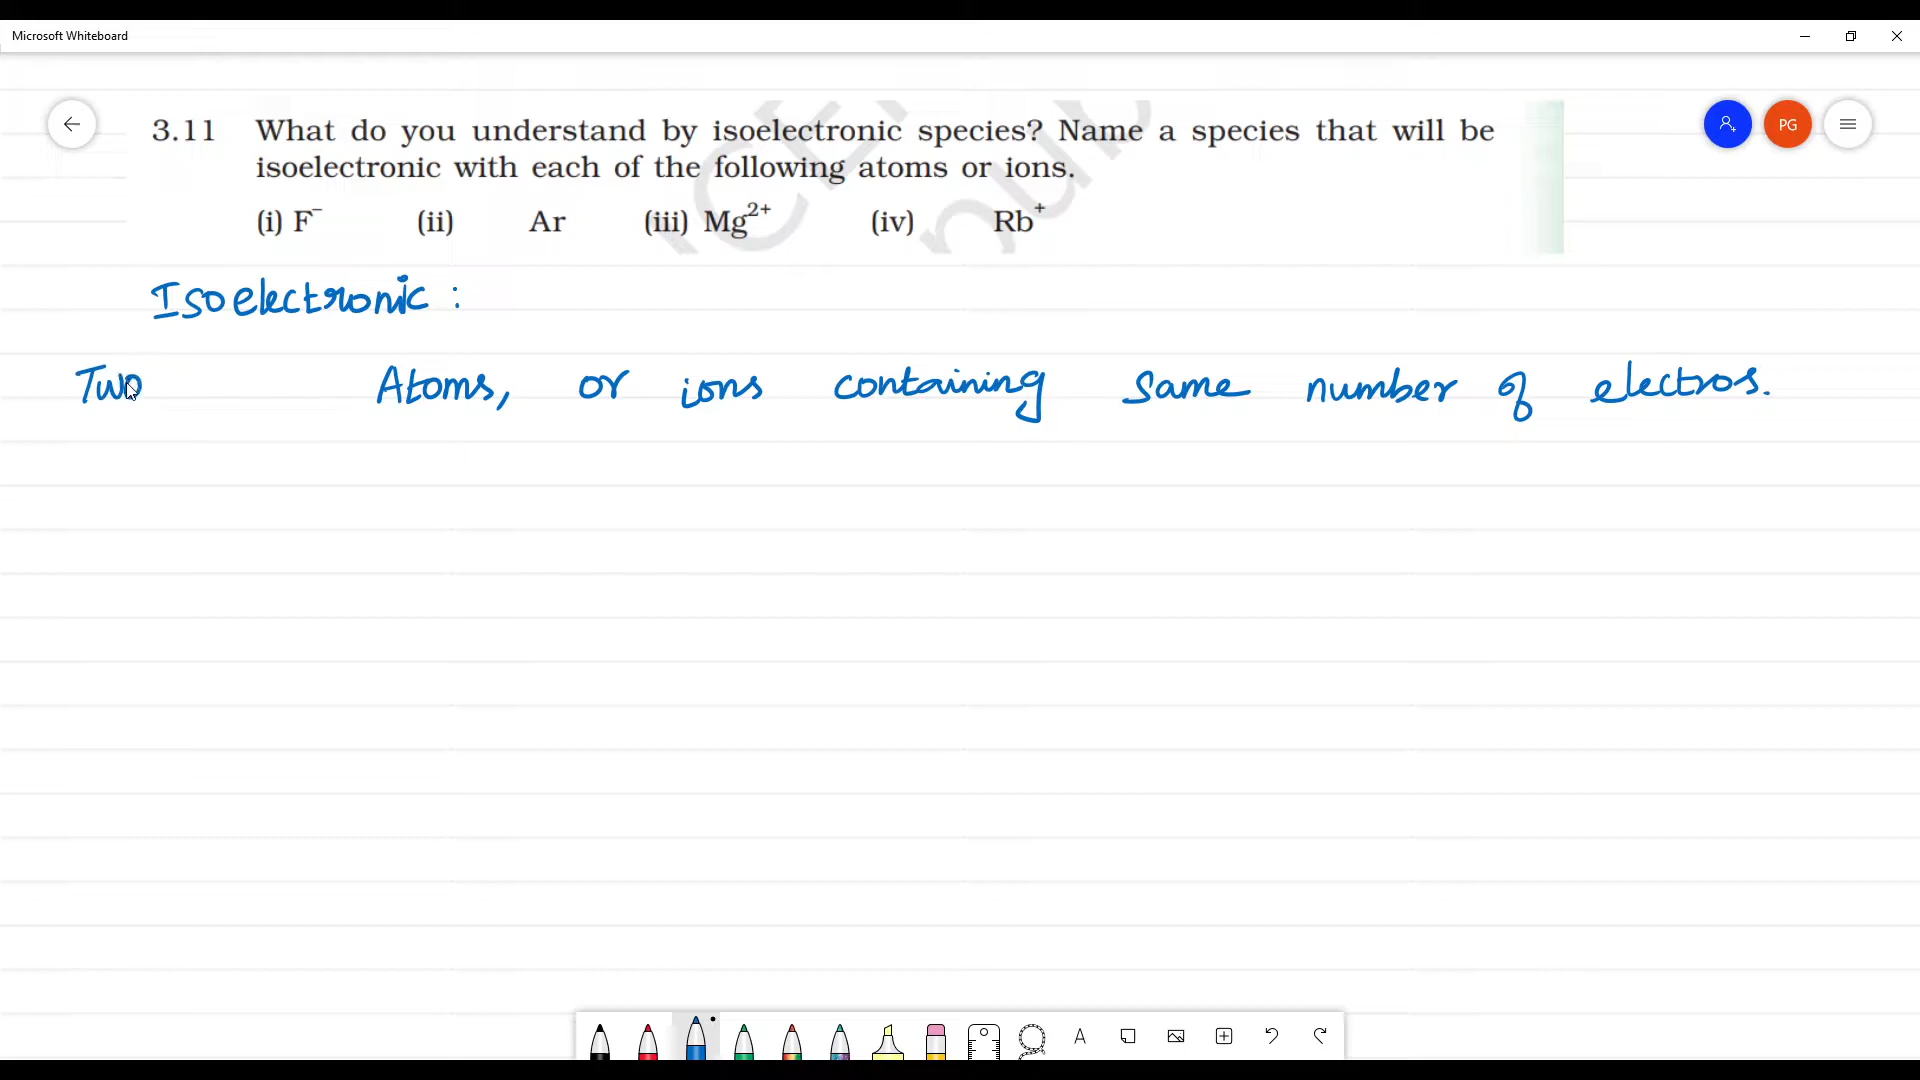 Microsoft Whiteboard
PG
3.11 What do you understand by isoelectronic species? Name a species that will be
isoelectronic with each of the following atoms or ions.
(i) F⁻ (ii) Ar (iii) Mg²⁺ (iv) Rb⁺
Isoelectronic :
Two Atoms, or ions containing same number of electros.
A